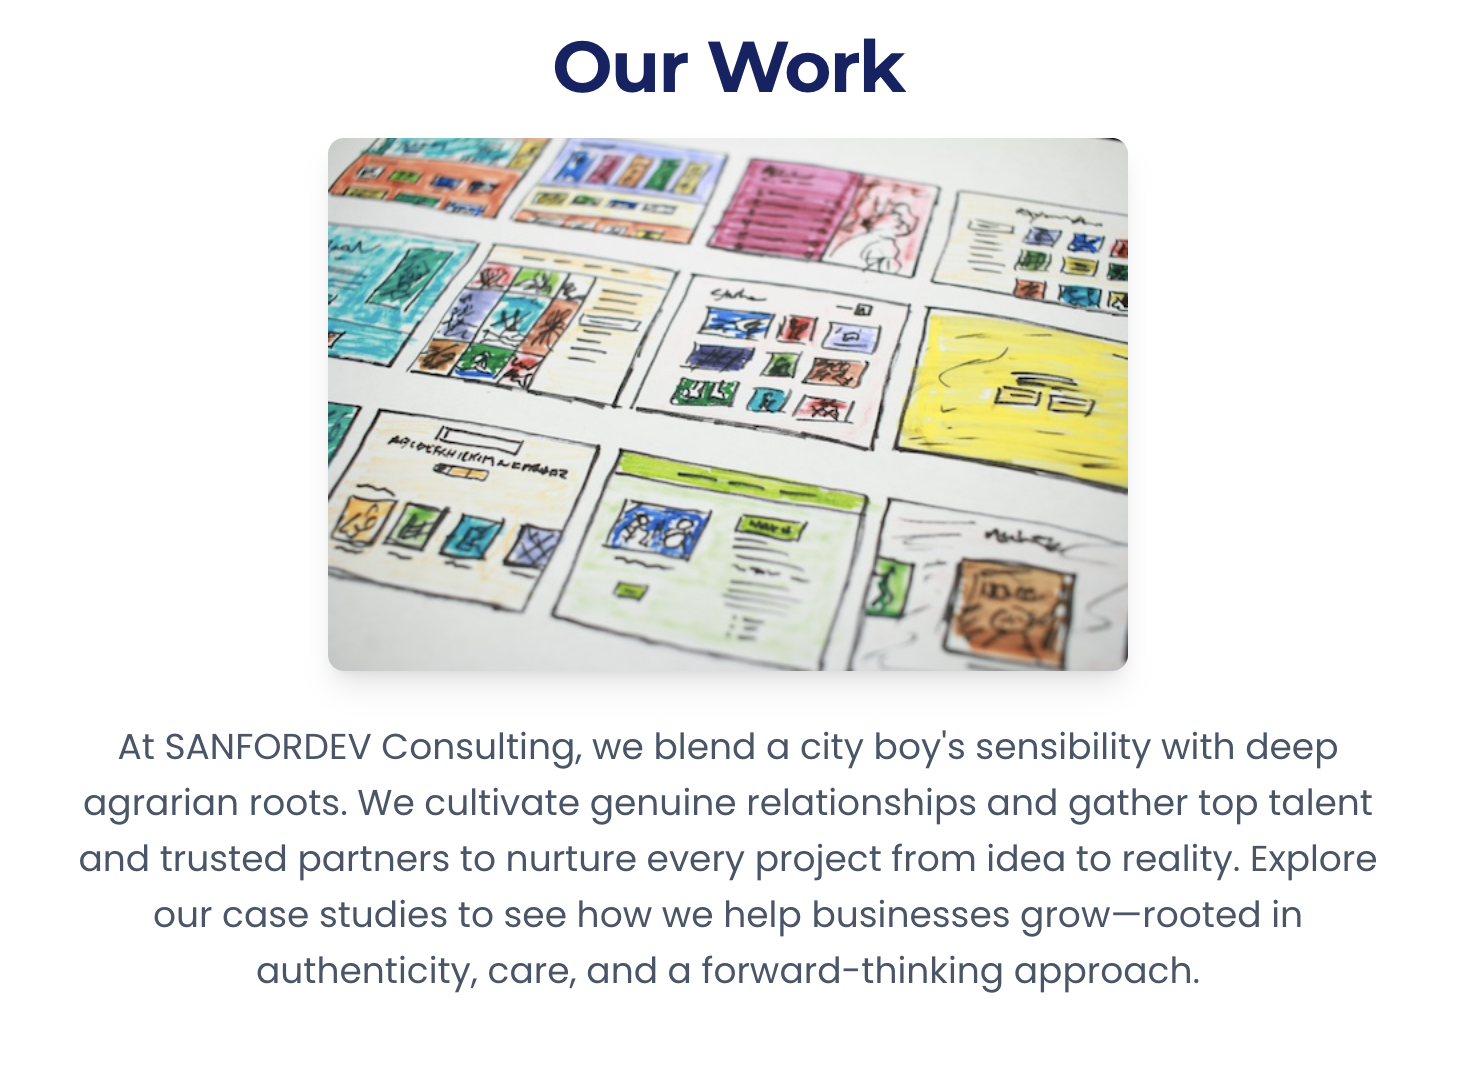 Our Work
At SANFORDEV Consulting, we blend a city boy's sensibility with deep
agrarian roots. We cultivate genuine relationships and gather top talent
and trusted partners to nurture every project from idea to reality. Explore
our case studies to see how we help businesses grow—rooted in
authenticity, care, and a forward-thinking approach.